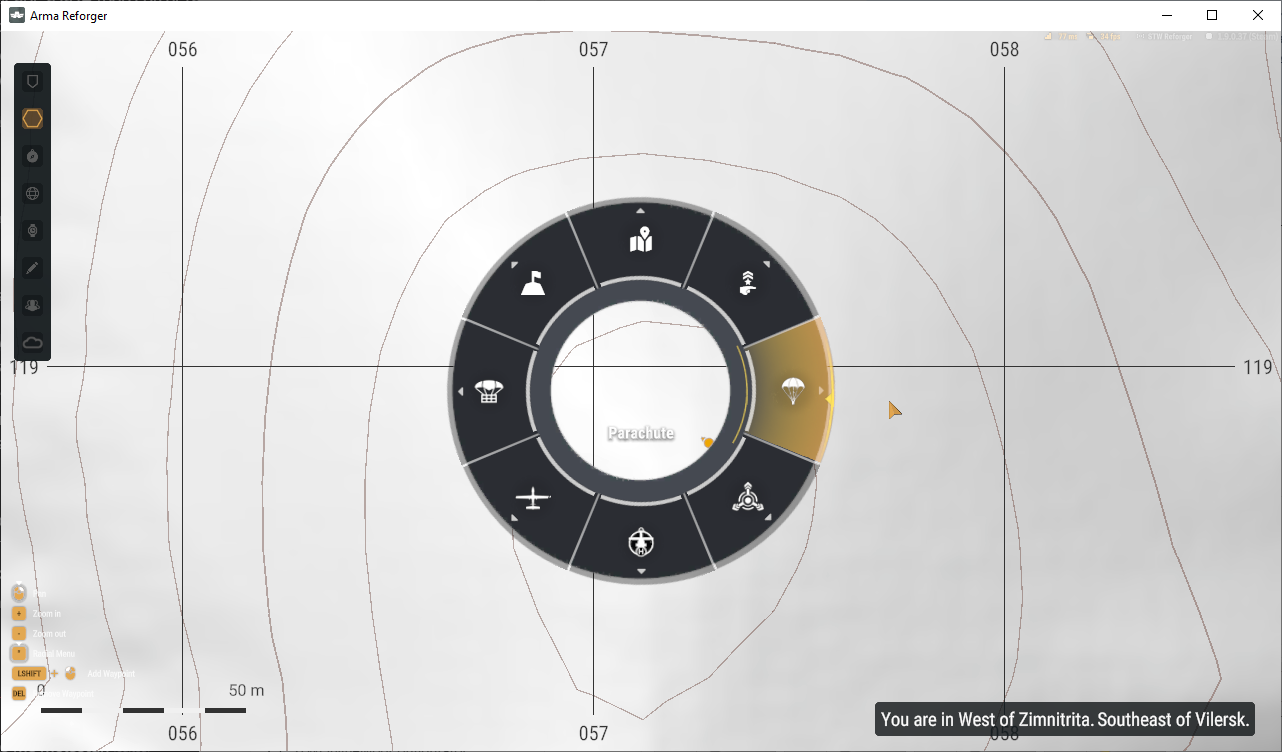 Arma Reforger
056
057
058
119
119
Parachute
Zoom in
Zoom out
LSHIFT
Add Waypoint
DEL
0
50 m
You are in West of Zimnitrita. Southeast of Vilersk.
056
057
058